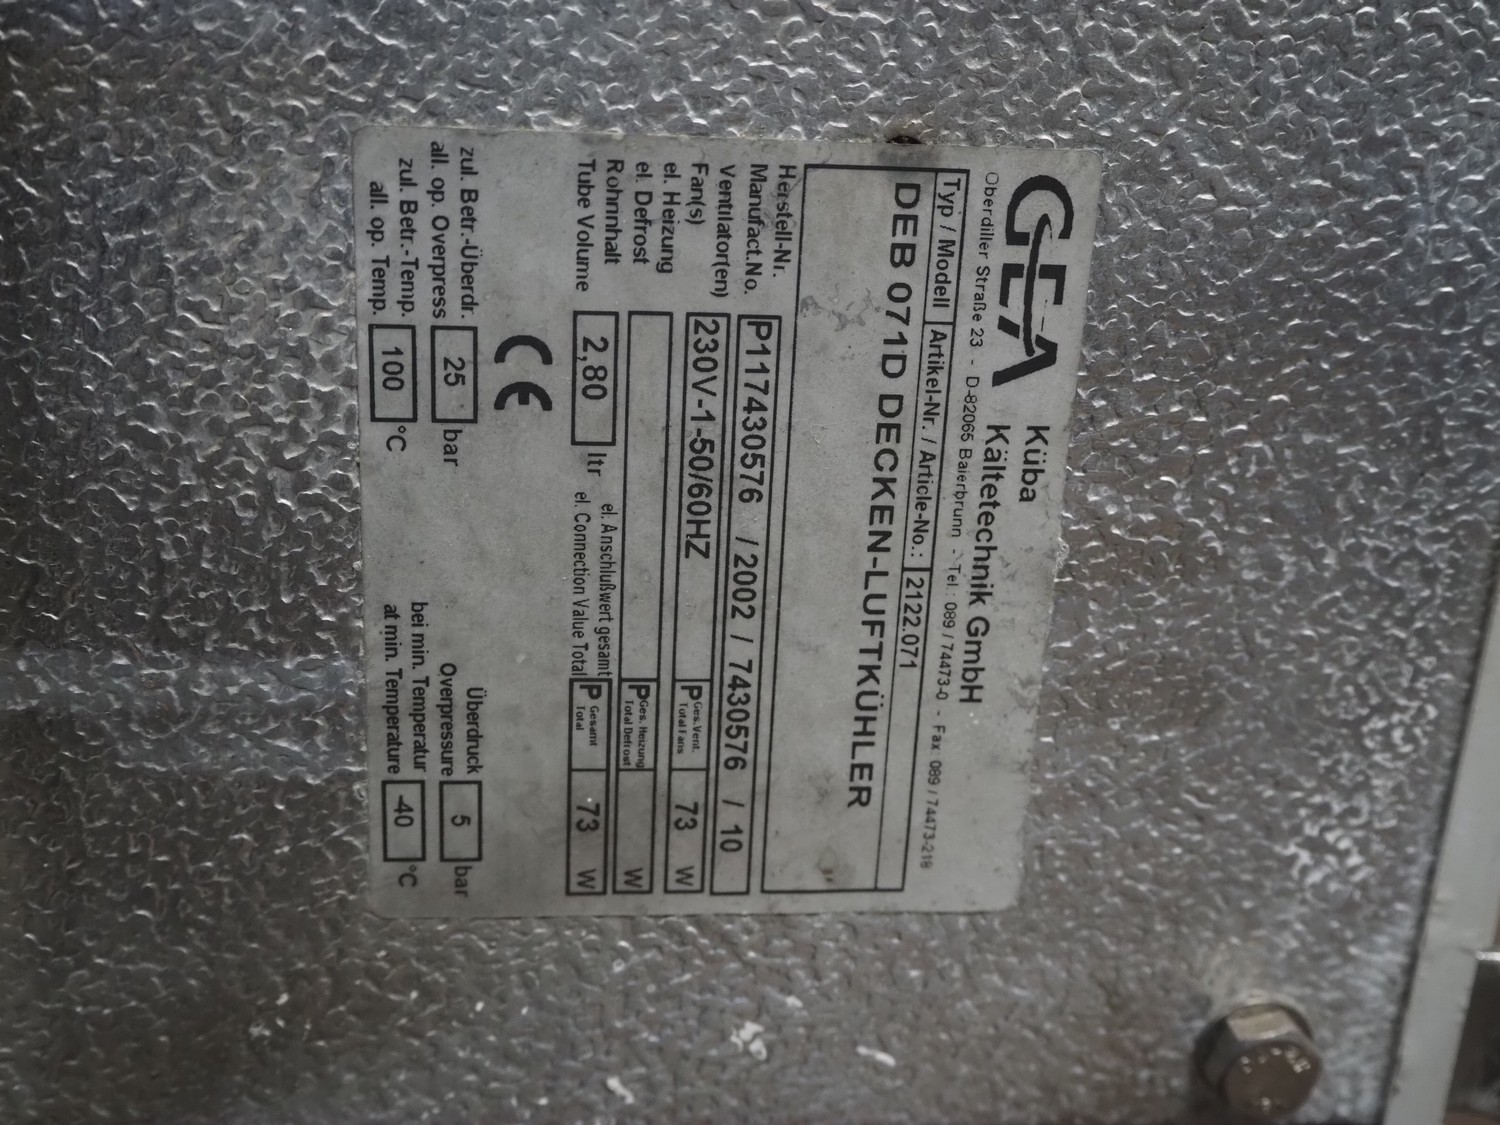 GEA Küba
Kältetechnik GmbH
Oberdiller Straße 23 - D-82065 Baierbrunn - Tel.: 089 / 74473-0 - Fax: 089 / 74473-218
Typ / Modell Artikel-Nr. / Article-No.: 2122.071
DEB 071D DECKEN-LUFTKÜHLER
Herstell-Nr.
Manufact.No. P117430576 / 2002 / 7430576 / 10
Ventilator(en)
Fan(s) 230V-1-50/60HZ P Ges. Vent. Total Fans 73 W
el. Heizung
el. Defrost P Ges. Heizung Total Defrost W
Rohrinhalt
Tube Volume 2,80 ltr
el. Anschlußwert gesamt
el. Connection Value Total P Gesamt Total 73 W
CE
zul. Betr.-Überdr.
all. op. Overpress 25 bar
Überdruck
Overpressure 5 bar
zul. Betr.-Temp.
all. op. Temp. 100 °C
bei min. Temperatur
at min. Temperature -40 °C